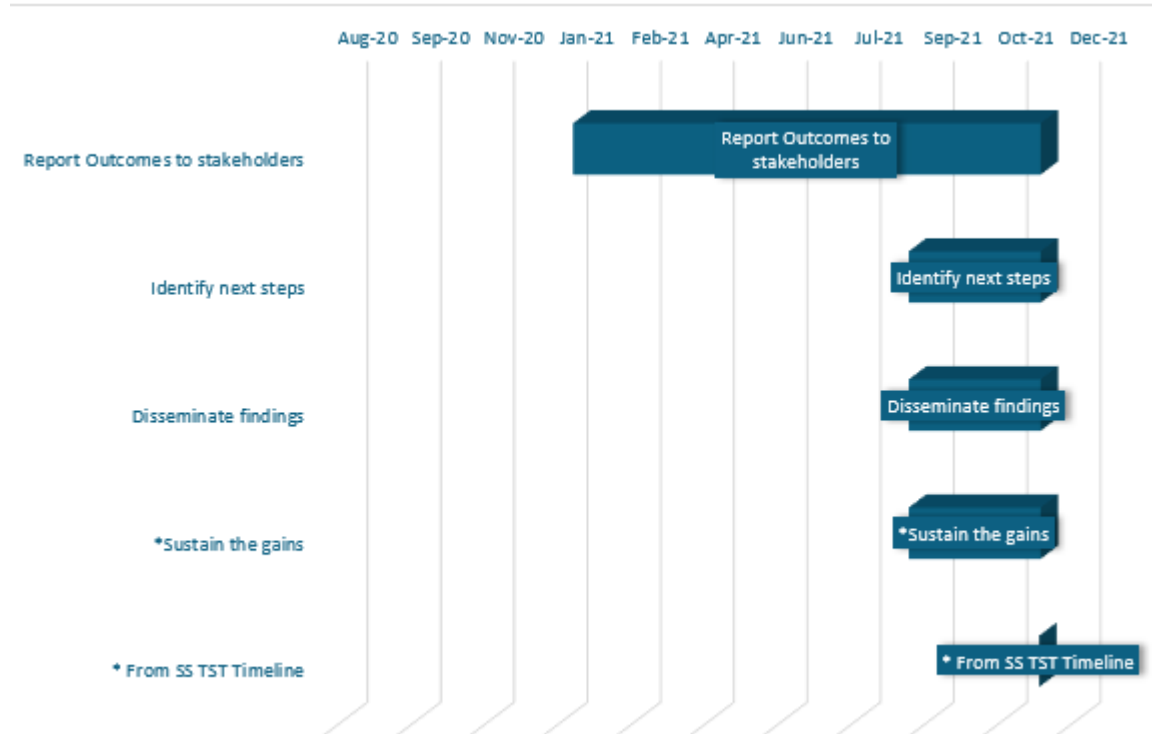 Aug-20 Sep-20 Nov-20 Jan-21 Feb-21 Apr-21 Jun-21 Jul-21 Sep-21 Oct-21 Dec-21
Report Outcomes to stakeholders
Report Outcomes to
stakeholders
Identify next steps
Identify next steps
Disseminate findings
Disseminate findings
*Sustain the gains
*Sustain the gains
* From SS TST Timeline
* From SS TST Timeline